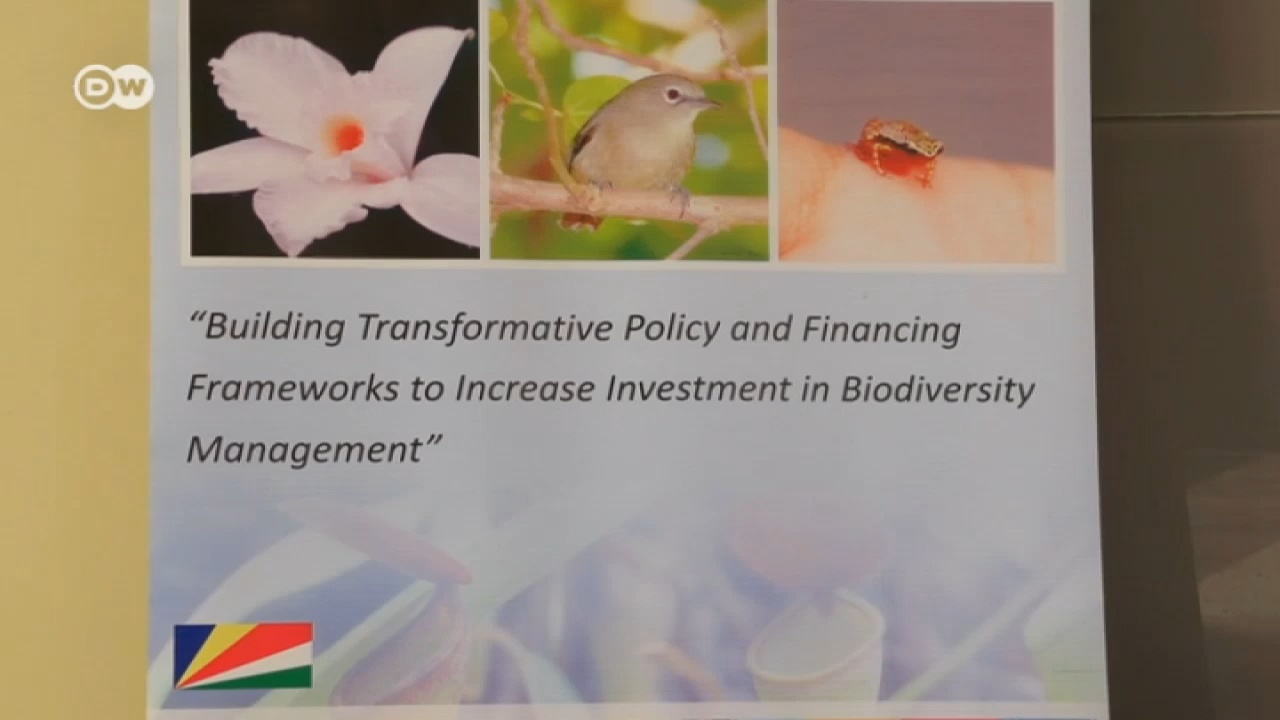 DW
“Building Transformative Policy and Financing
Frameworks to Increase Investment in Biodiversity
Management”